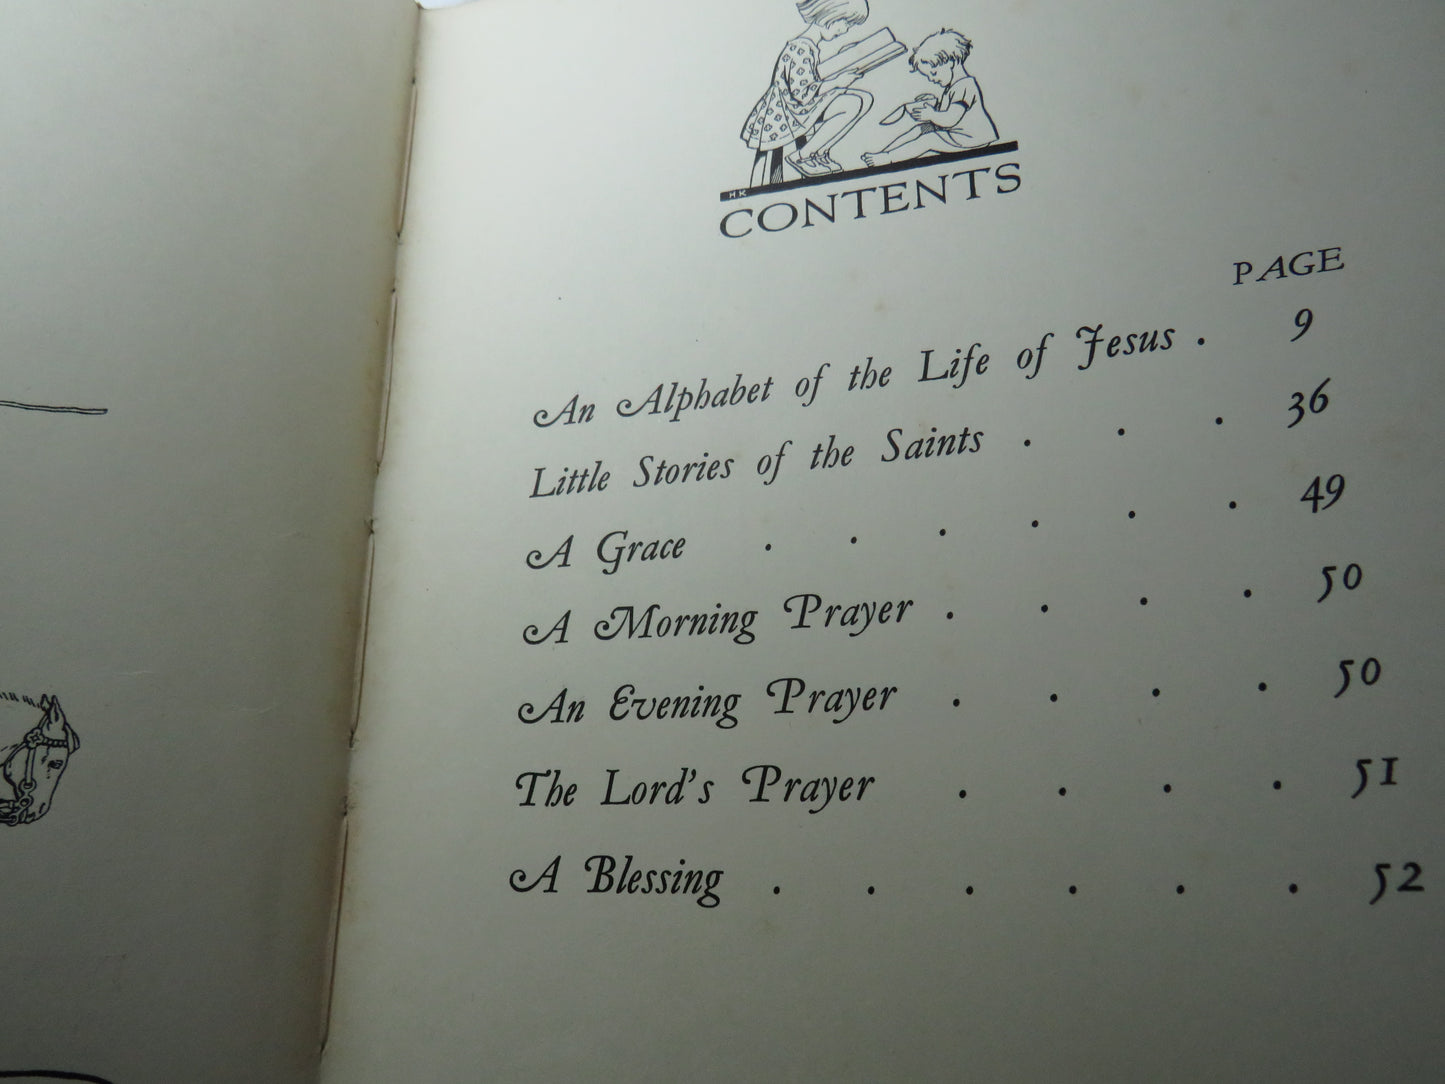 HK
CONTENTS
PAGE
An Alphabet of the Life of Jesus . 9
Little Stories of the Saints . . . 36
A Grace . . . . . . 49
A Morning Prayer . . . . 50
An Evening Prayer . . . . 50
The Lord's Prayer . . . . 51
A Blessing . . . . . . 52